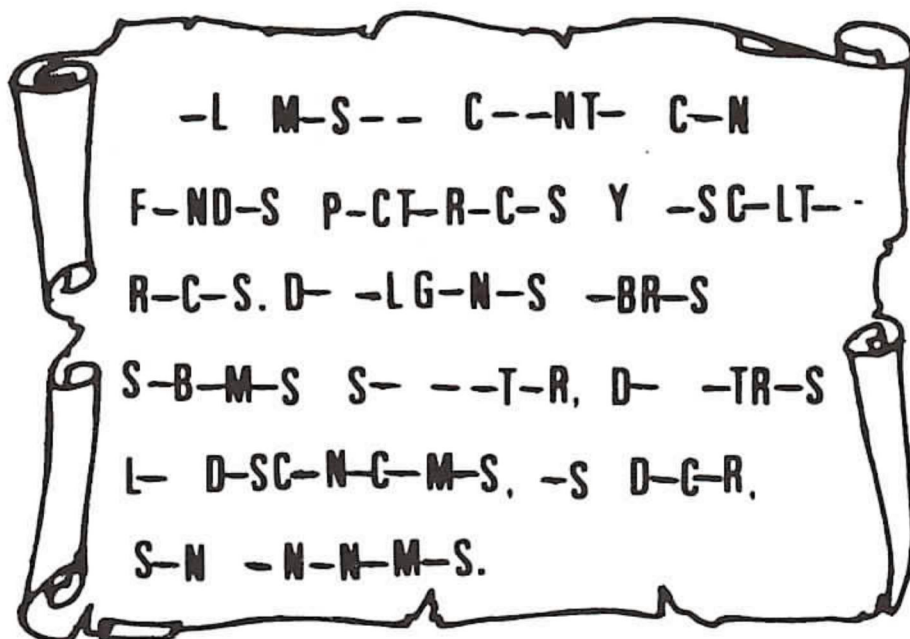 -L M-S-- C--NT- C-N
F-ND-S P-CT-R-C-S Y -SC-LT--
R-C-S. D- -LG-N-S -BR-S
S-B-M-S S- ---T-R, D- -TR-S
L- D-SC-N-C-M-S, -S D-C-R,
S-N -N-N-M-S.